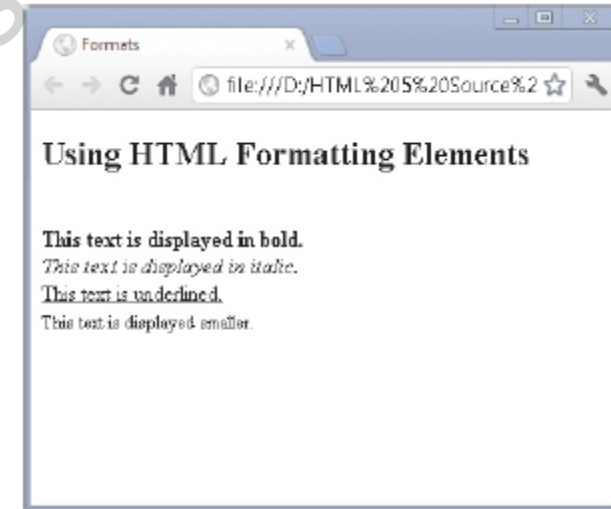 Formats
file:///D:/HTML%205%20Source%2
Using HTML Formatting Elements
This text is displayed in bold.
This text is displayed in italic.
This text is underlined.
This text is displayed smaller.